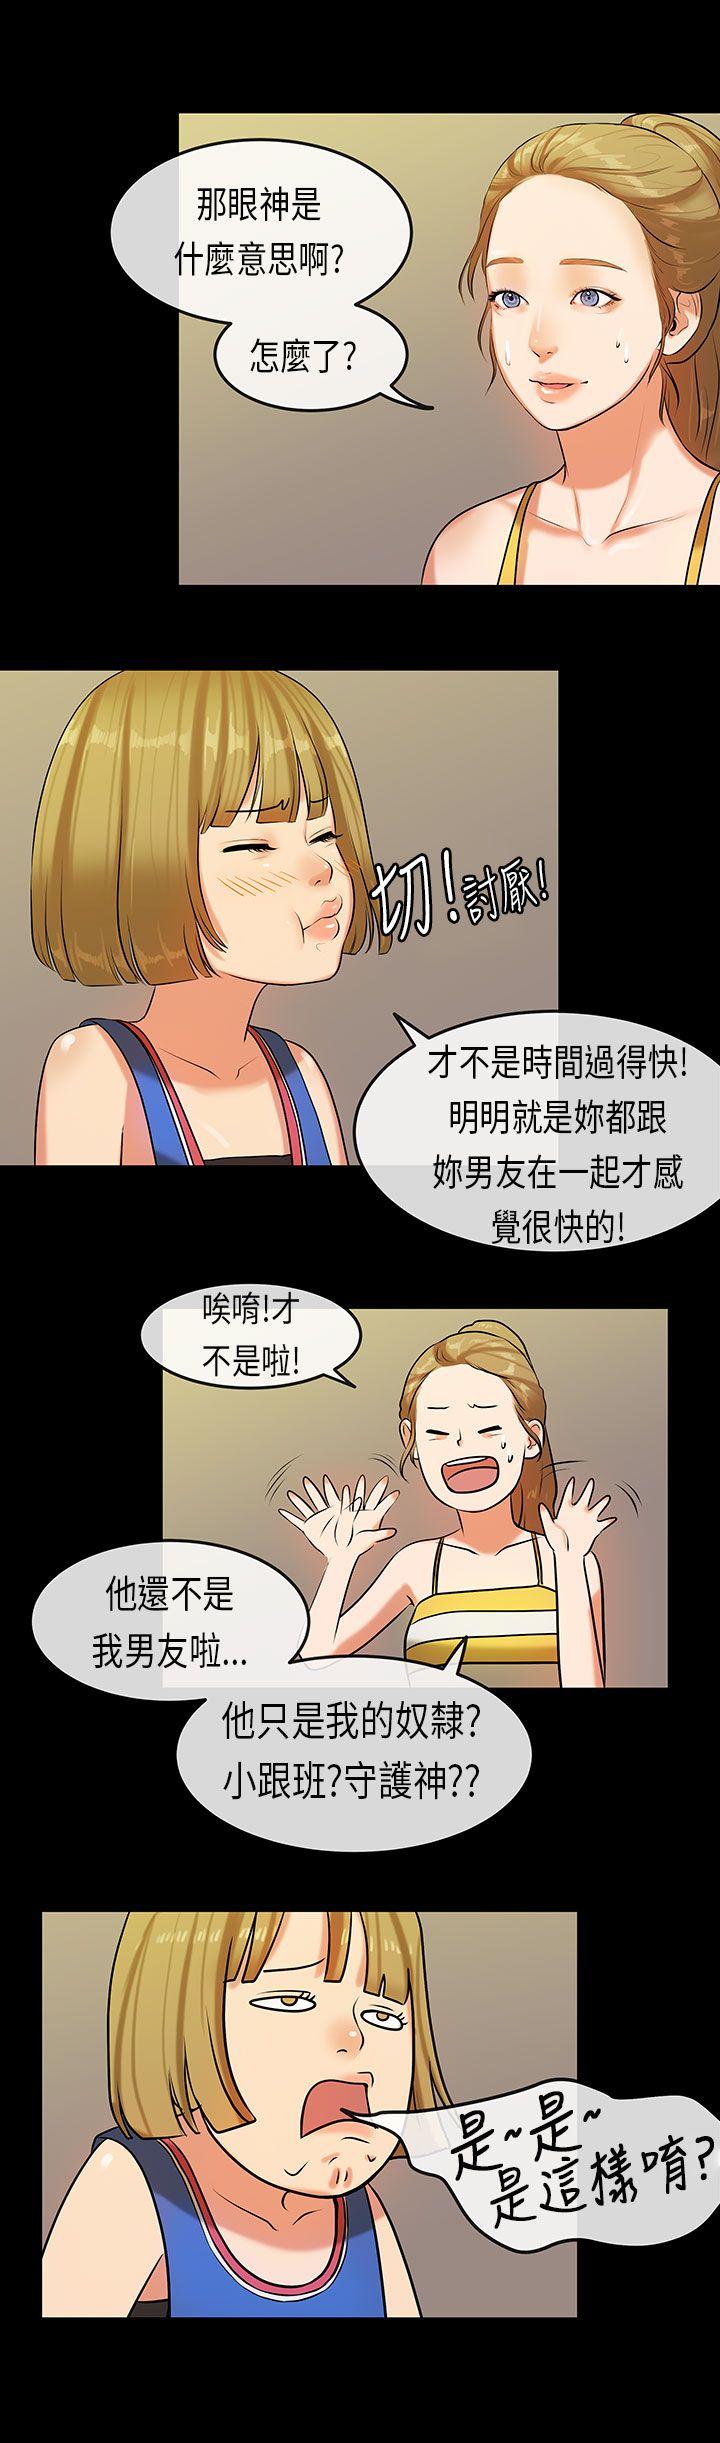 那眼神是
什麼意思啊?
怎麼了?
切!討厭!
才不是時間過得快!
明明就是妳都跟
妳男友在一起才感
覺很快的!
唉唷!才
不是啦!
他還不是
我男友啦...
他只是我的奴隸?
小跟班?守護神??
是~是~
是這樣唷?